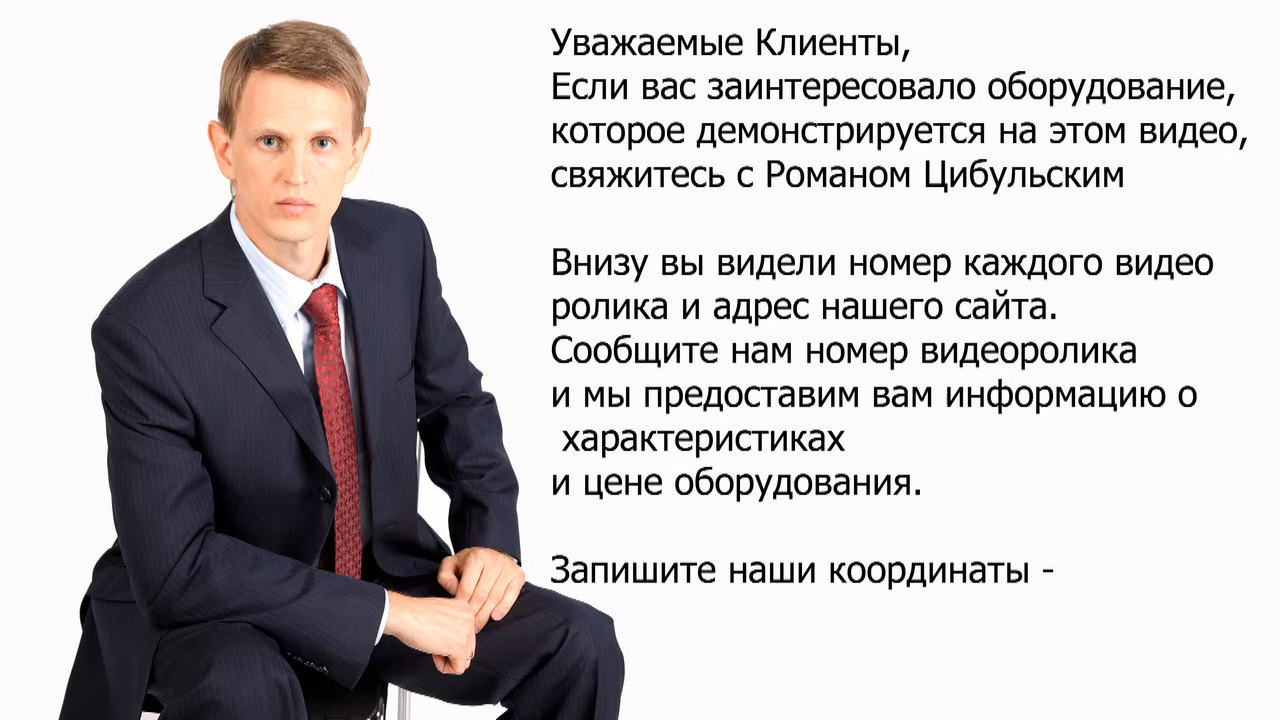 Уважаемые Клиенты,
Если вас заинтересовало оборудование,
которое демонстрируется на этом видео,
свяжитесь с Романом Цибульским
Внизу вы видели номер каждого видео
ролика и адрес нашего сайта.
Сообщите нам номер видеоролика
и мы предоставим вам информацию о
характеристиках
и цене оборудования.
Запишите наши координаты -